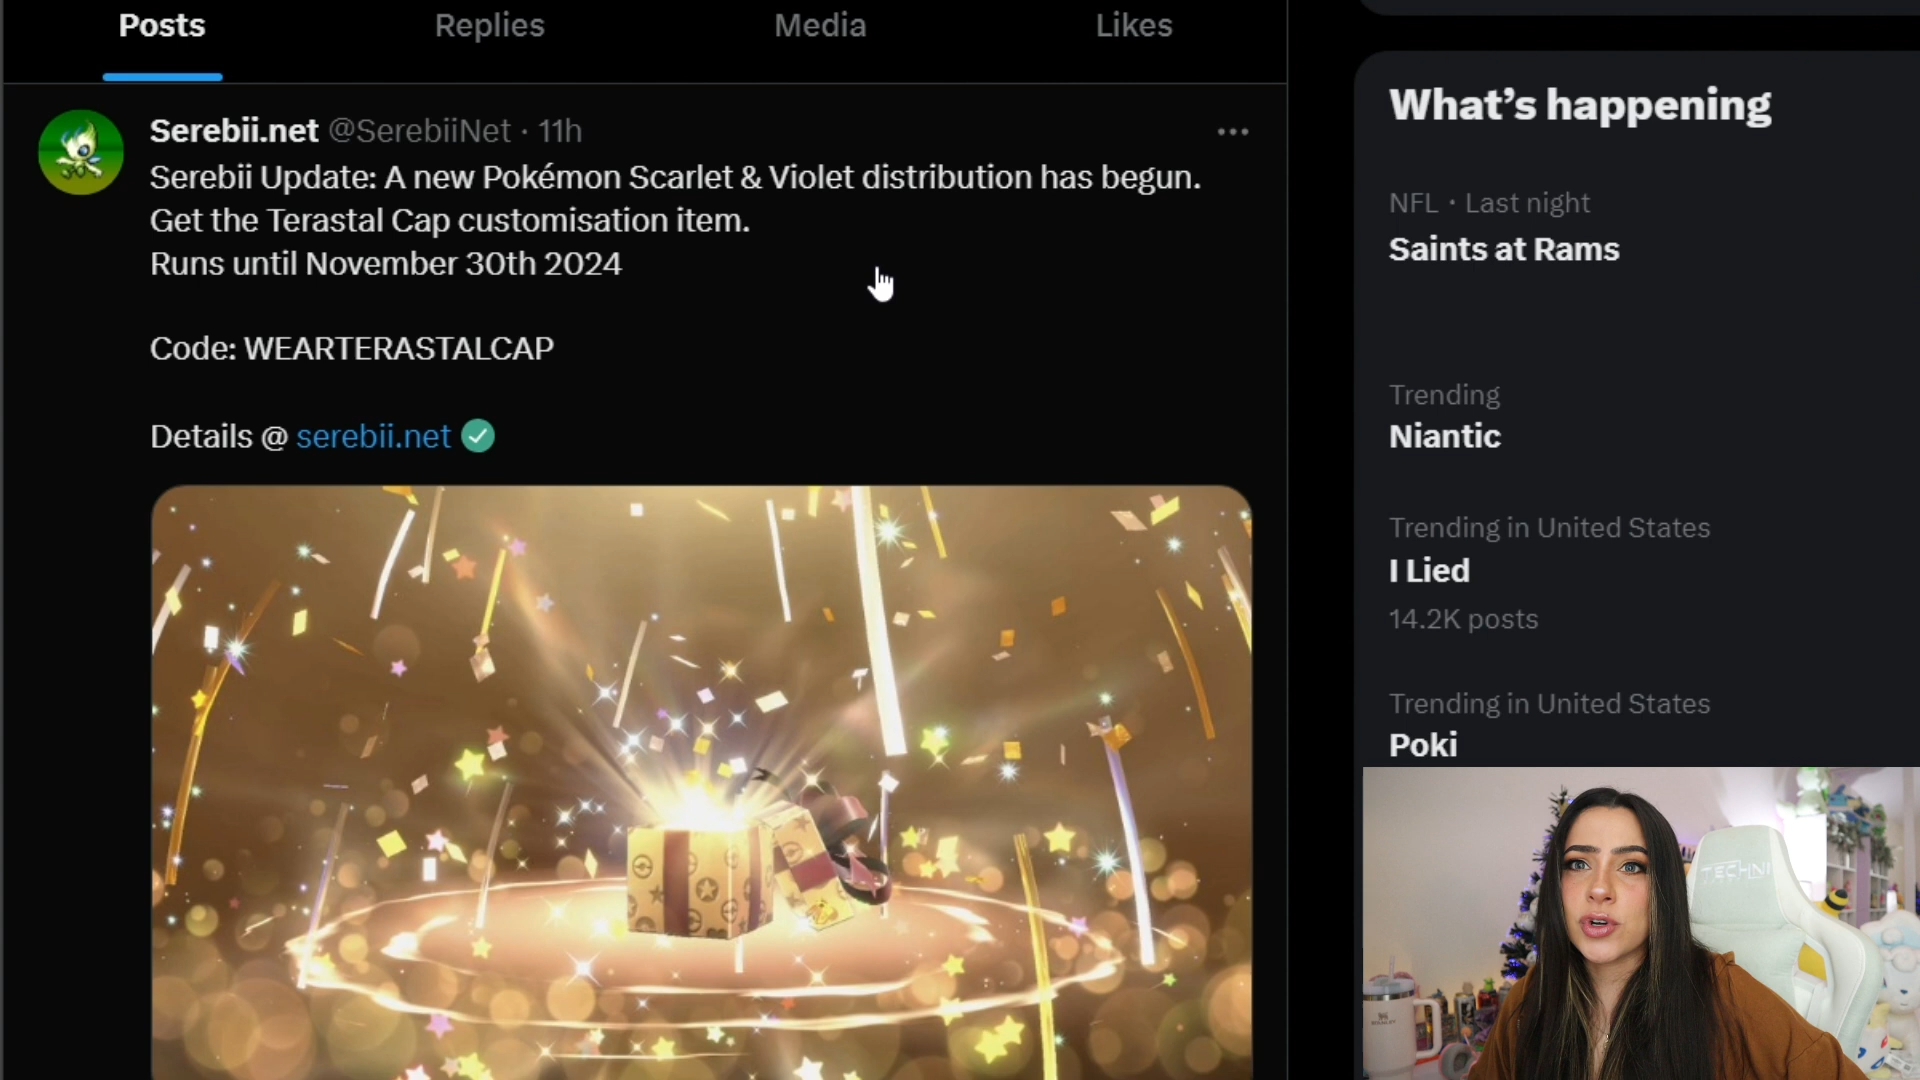 Posts
Replies
Media
Likes
Serebii.net @SerebiiNet · 11h
Serebii Update: A new Pokémon Scarlet & Violet distribution has begun.
Get the Terastal Cap customisation item.
Runs until November 30th 2024
Code: WEARTERASTALCAP
Details @ serebii.net
What's happening
NFL · Last night
Saints at Rams
Trending
Niantic
Trending in United States
I Lied
14.2K posts
Trending in United States
Poki
TECHNI
STANLEY